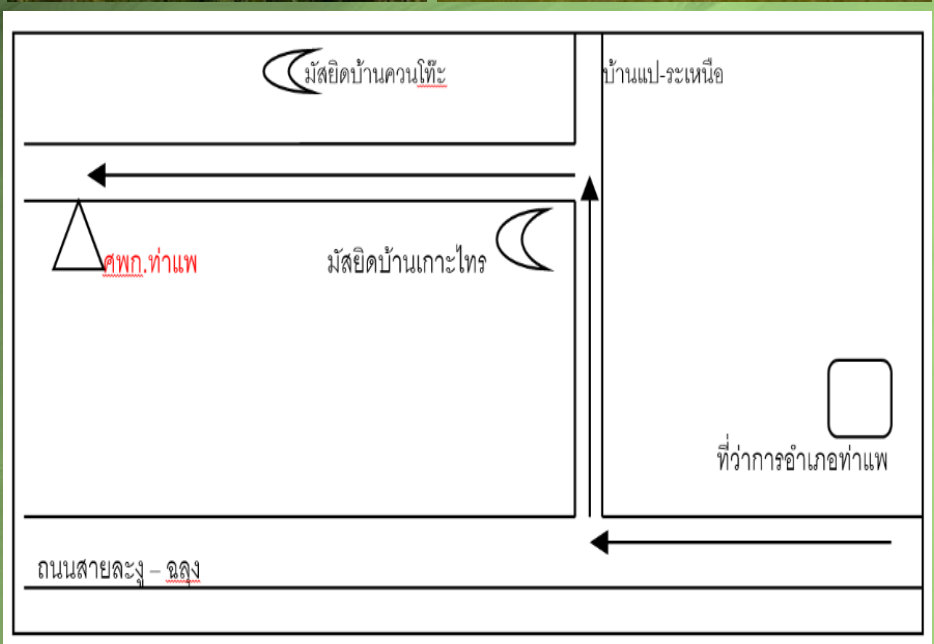 มัสยิดบ้านควนโท๊ะ
บ้านแป-ระเหนือ
ศพก.ท่าแพ
มัสยิดบ้านเกาะไทร
ที่ว่าการอำเภอท่าแพ
ถนนสายละงู – ฉลุง